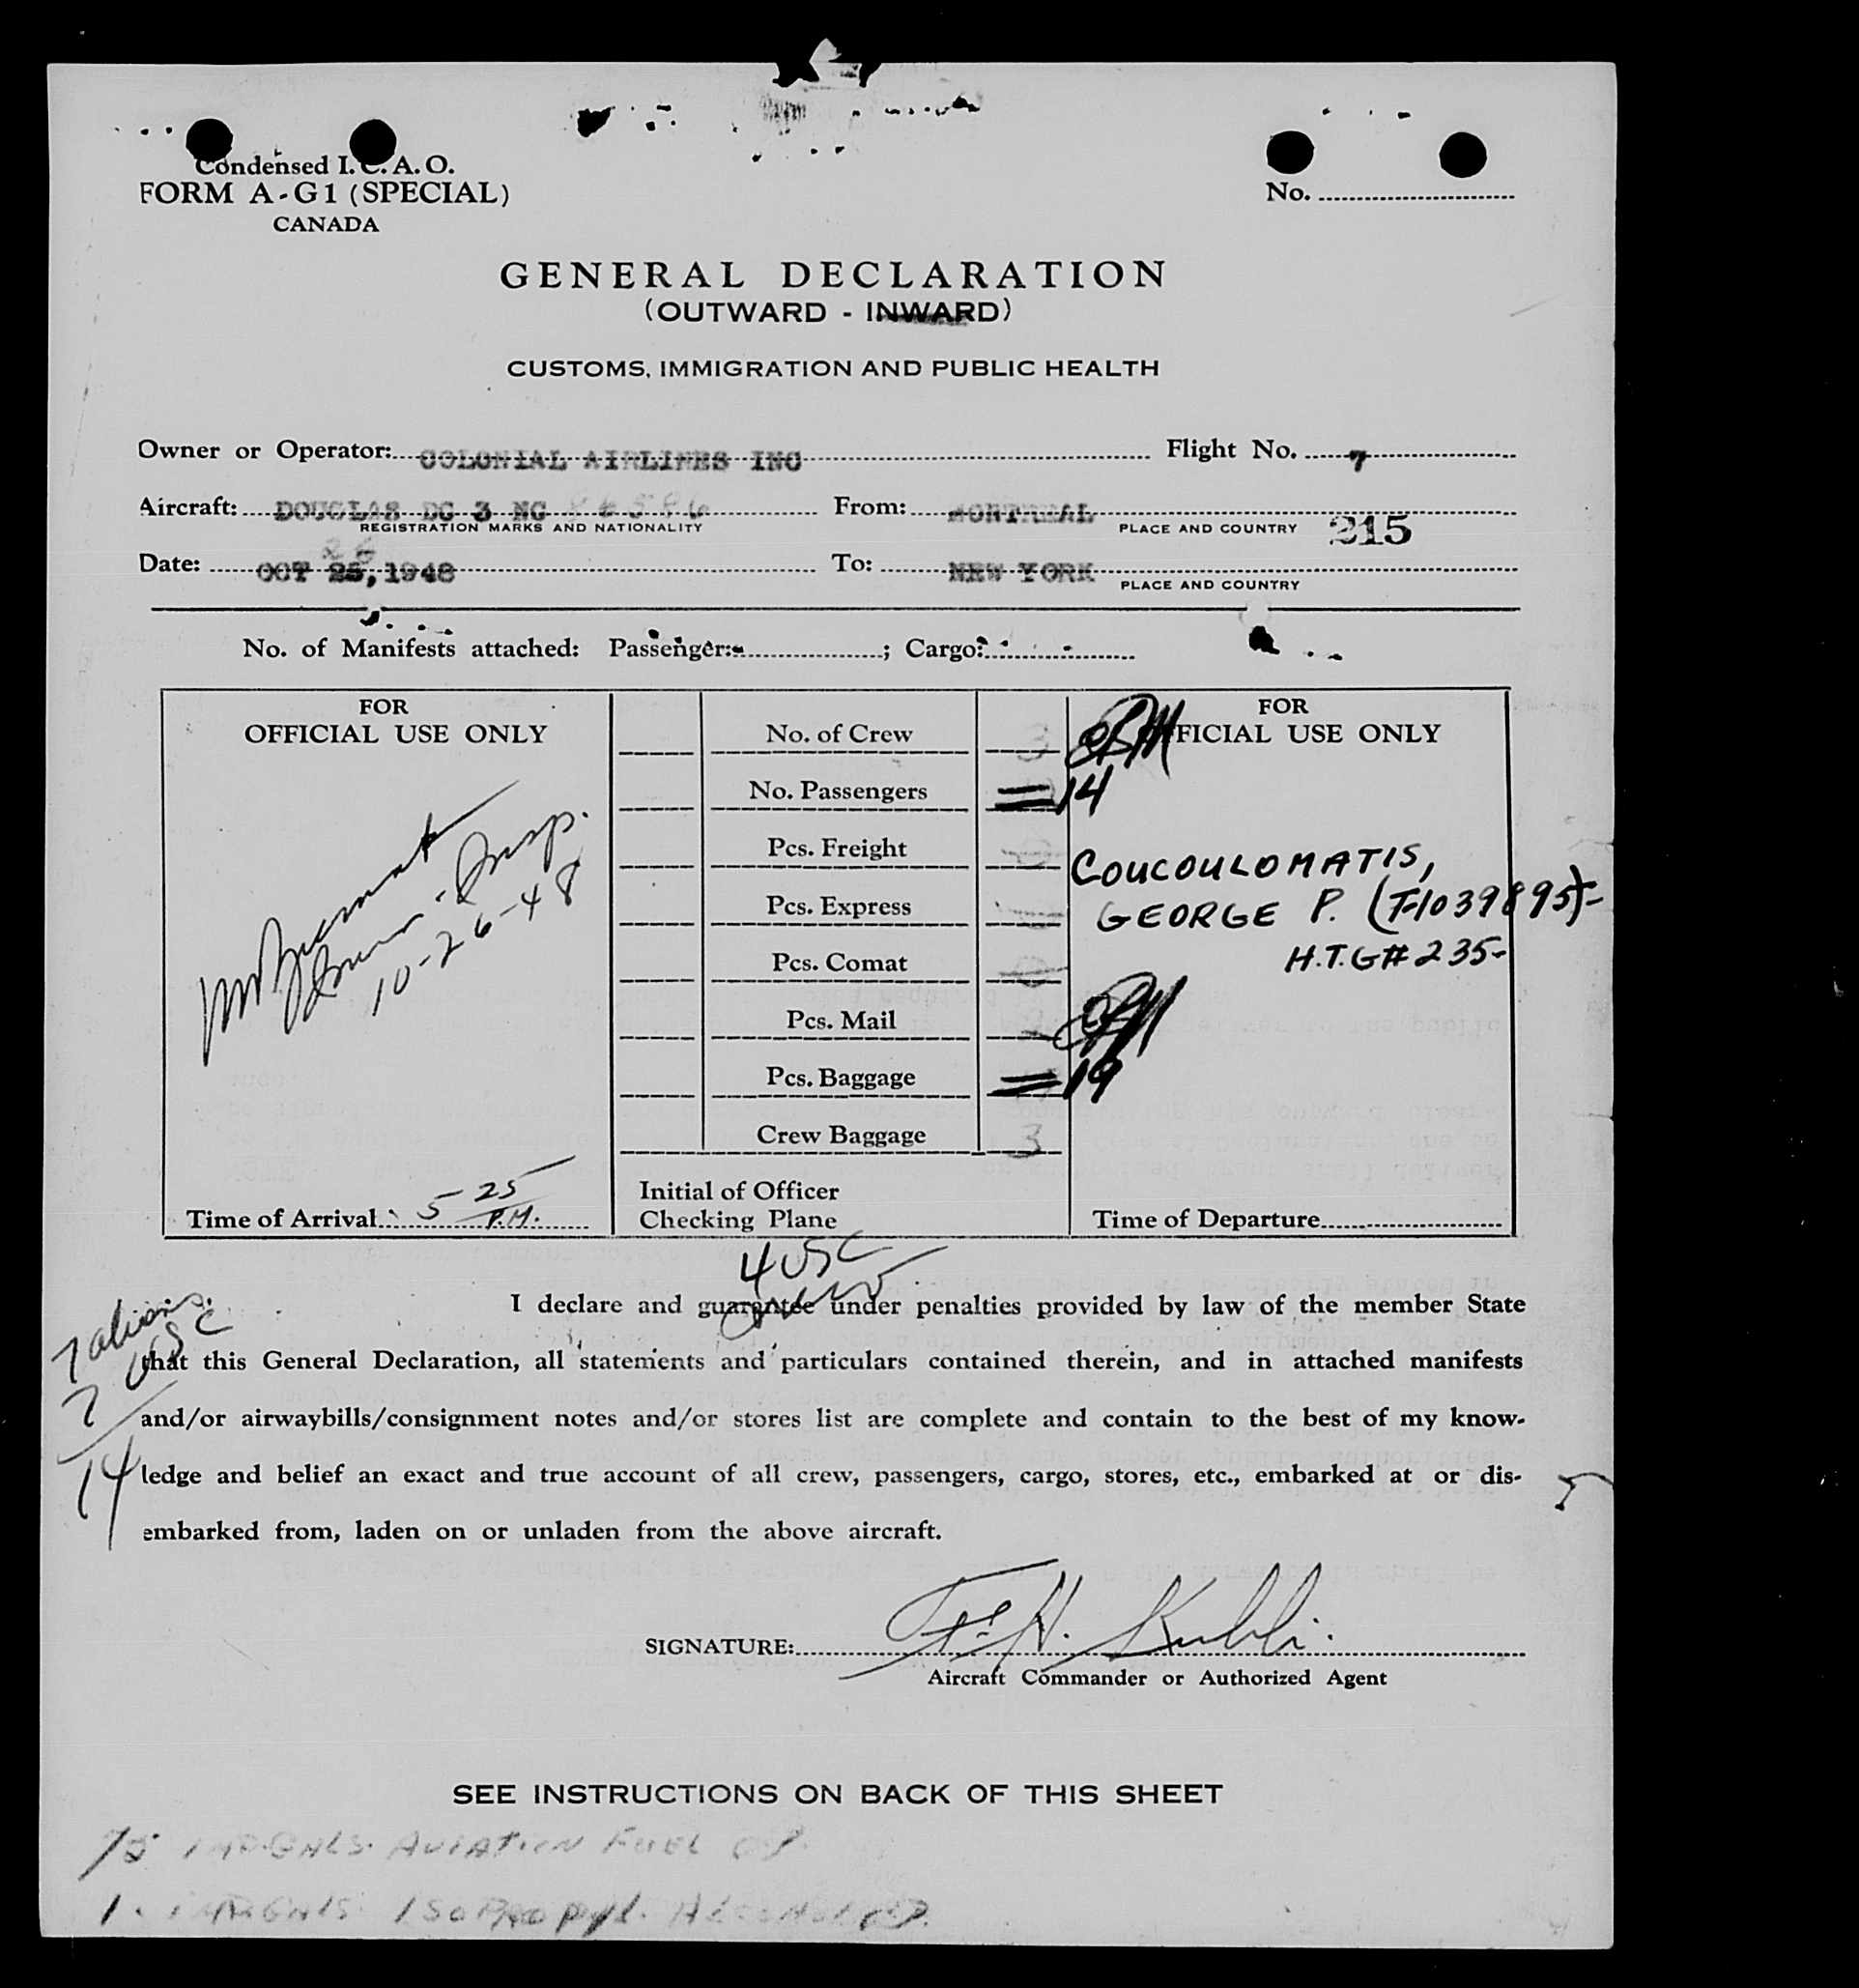 Condensed I. C. A. O.
FORM A-G1 (SPECIAL)
CANADA
No.
GENERAL DECLARATION
(OUTWARD - INWARD)
CUSTOMS, IMMIGRATION AND PUBLIC HEALTH
Owner or Operator: COLONIAL AIRLINES INC Flight No. 7
Aircraft: DOUGLAS DC 3 NC From: MONTREAL
REGISTRATION MARKS AND NATIONALITY PLACE AND COUNTRY 215
26
Date: OCT 25, 1948 To: NEW YORK
PLACE AND COUNTRY
No. of Manifests attached: Passenger: ; Cargo:
FOR
OFFICIAL USE ONLY
Insp.
10-26-48
Time of Arrival 5 25 P.M.
No. of Crew 3
No. Passengers 14
Pcs. Freight
Pcs. Express
Pcs. Comat
Pcs. Mail
Pcs. Baggage 19
Crew Baggage 3
Initial of Officer
Checking Plane
FOR
OFFICIAL USE ONLY
COUCOULOMATIS,
GEORGE P. (T-1039895)-
H.T.G# 235-
Time of Departure
4 USC
7 aliens.
7 USC
14
I declare and guarantee under penalties provided by law of the member State
that this General Declaration, all statements and particulars contained therein, and in attached manifests
and/or airwaybills/consignment notes and/or stores list are complete and contain to the best of my know-
ledge and belief an exact and true account of all crew, passengers, cargo, stores, etc., embarked at or dis-
embarked from, laden on or unladen from the above aircraft.
SIGNATURE:
Aircraft Commander or Authorized Agent
SEE INSTRUCTIONS ON BACK OF THIS SHEET
75 IMP. GALS. AVIATION FUEL
1. IMP. GALS ISOPROPYL ALCOHOL